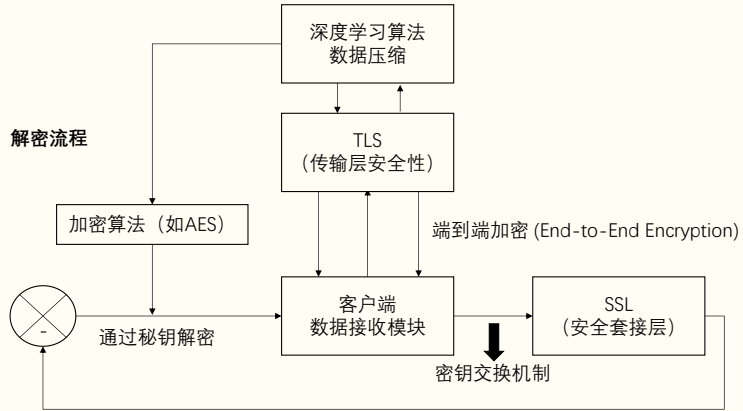 深度学习算法
数据压缩
解密流程
TLS
（传输层安全性）
加密算法（如AES）
端到端加密 (End-to-End Encryption)
客户端
数据接收模块
SSL
（安全套接层）
-
通过秘钥解密
密钥交换机制